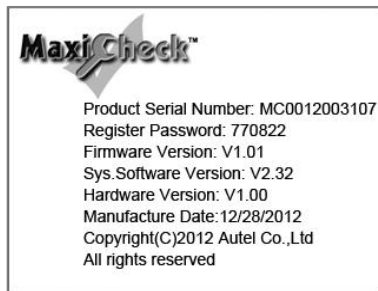 MaxiCheck™
Product Serial Number: MC0012003107
Register Password: 770822
Firmware Version: V1.01
Sys.Software Version: V2.32
Hardware Version: V1.00
Manufacture Date:12/28/2012
Copyright(C)2012 Autel Co.,Ltd
All rights reserved